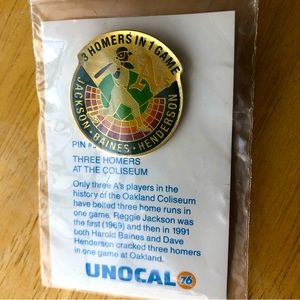 3 HOMERS IN 1 GAME
JACKSON • BAINES • HENDERSON
PIN
THREE HOMERS
AT THE COLISEUM
Only three A's players in the
history of the Oakland Coliseum
have belted three home runs in
one game. Reggie Jackson was
the first (1969) and then in 1991
both Harold Baines and Dave
Henderson cracked three homers
in one game at Oakland.
UNOCAL 76